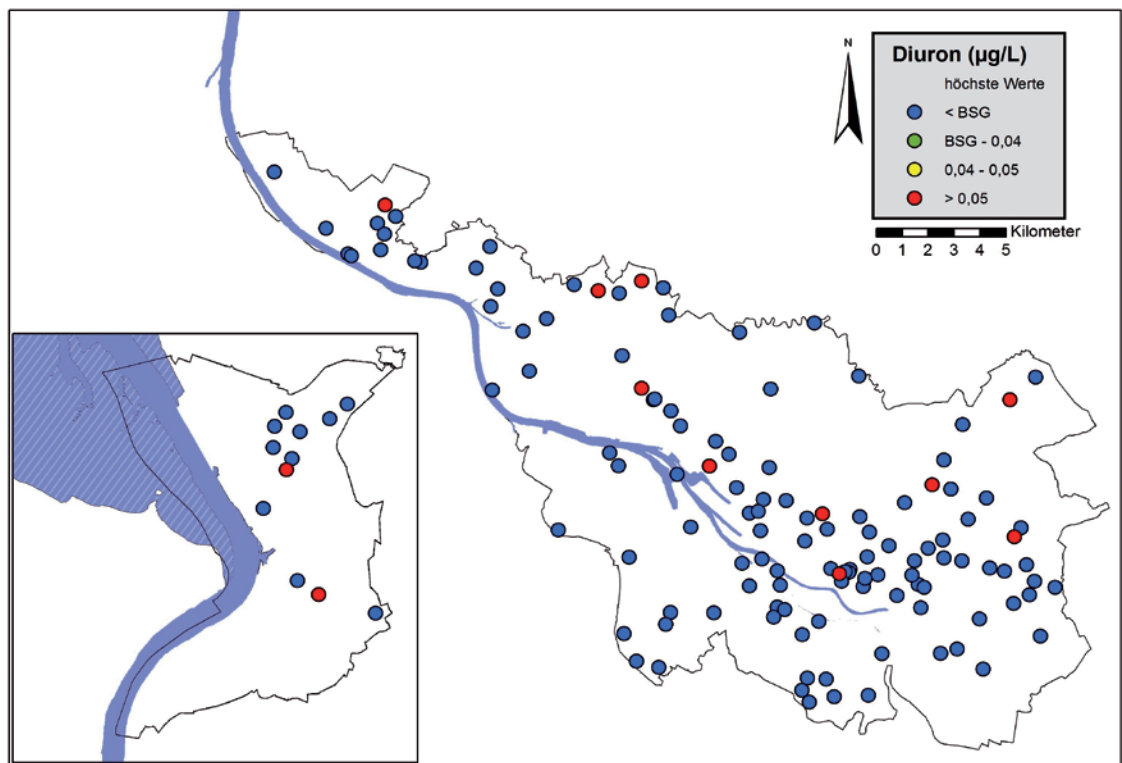 N
Diuron (µg/L)
höchste Werte
< BSG
BSG - 0,04
0,04 - 0,05
> 0,05
Kilometer
0 1 2 3 4 5